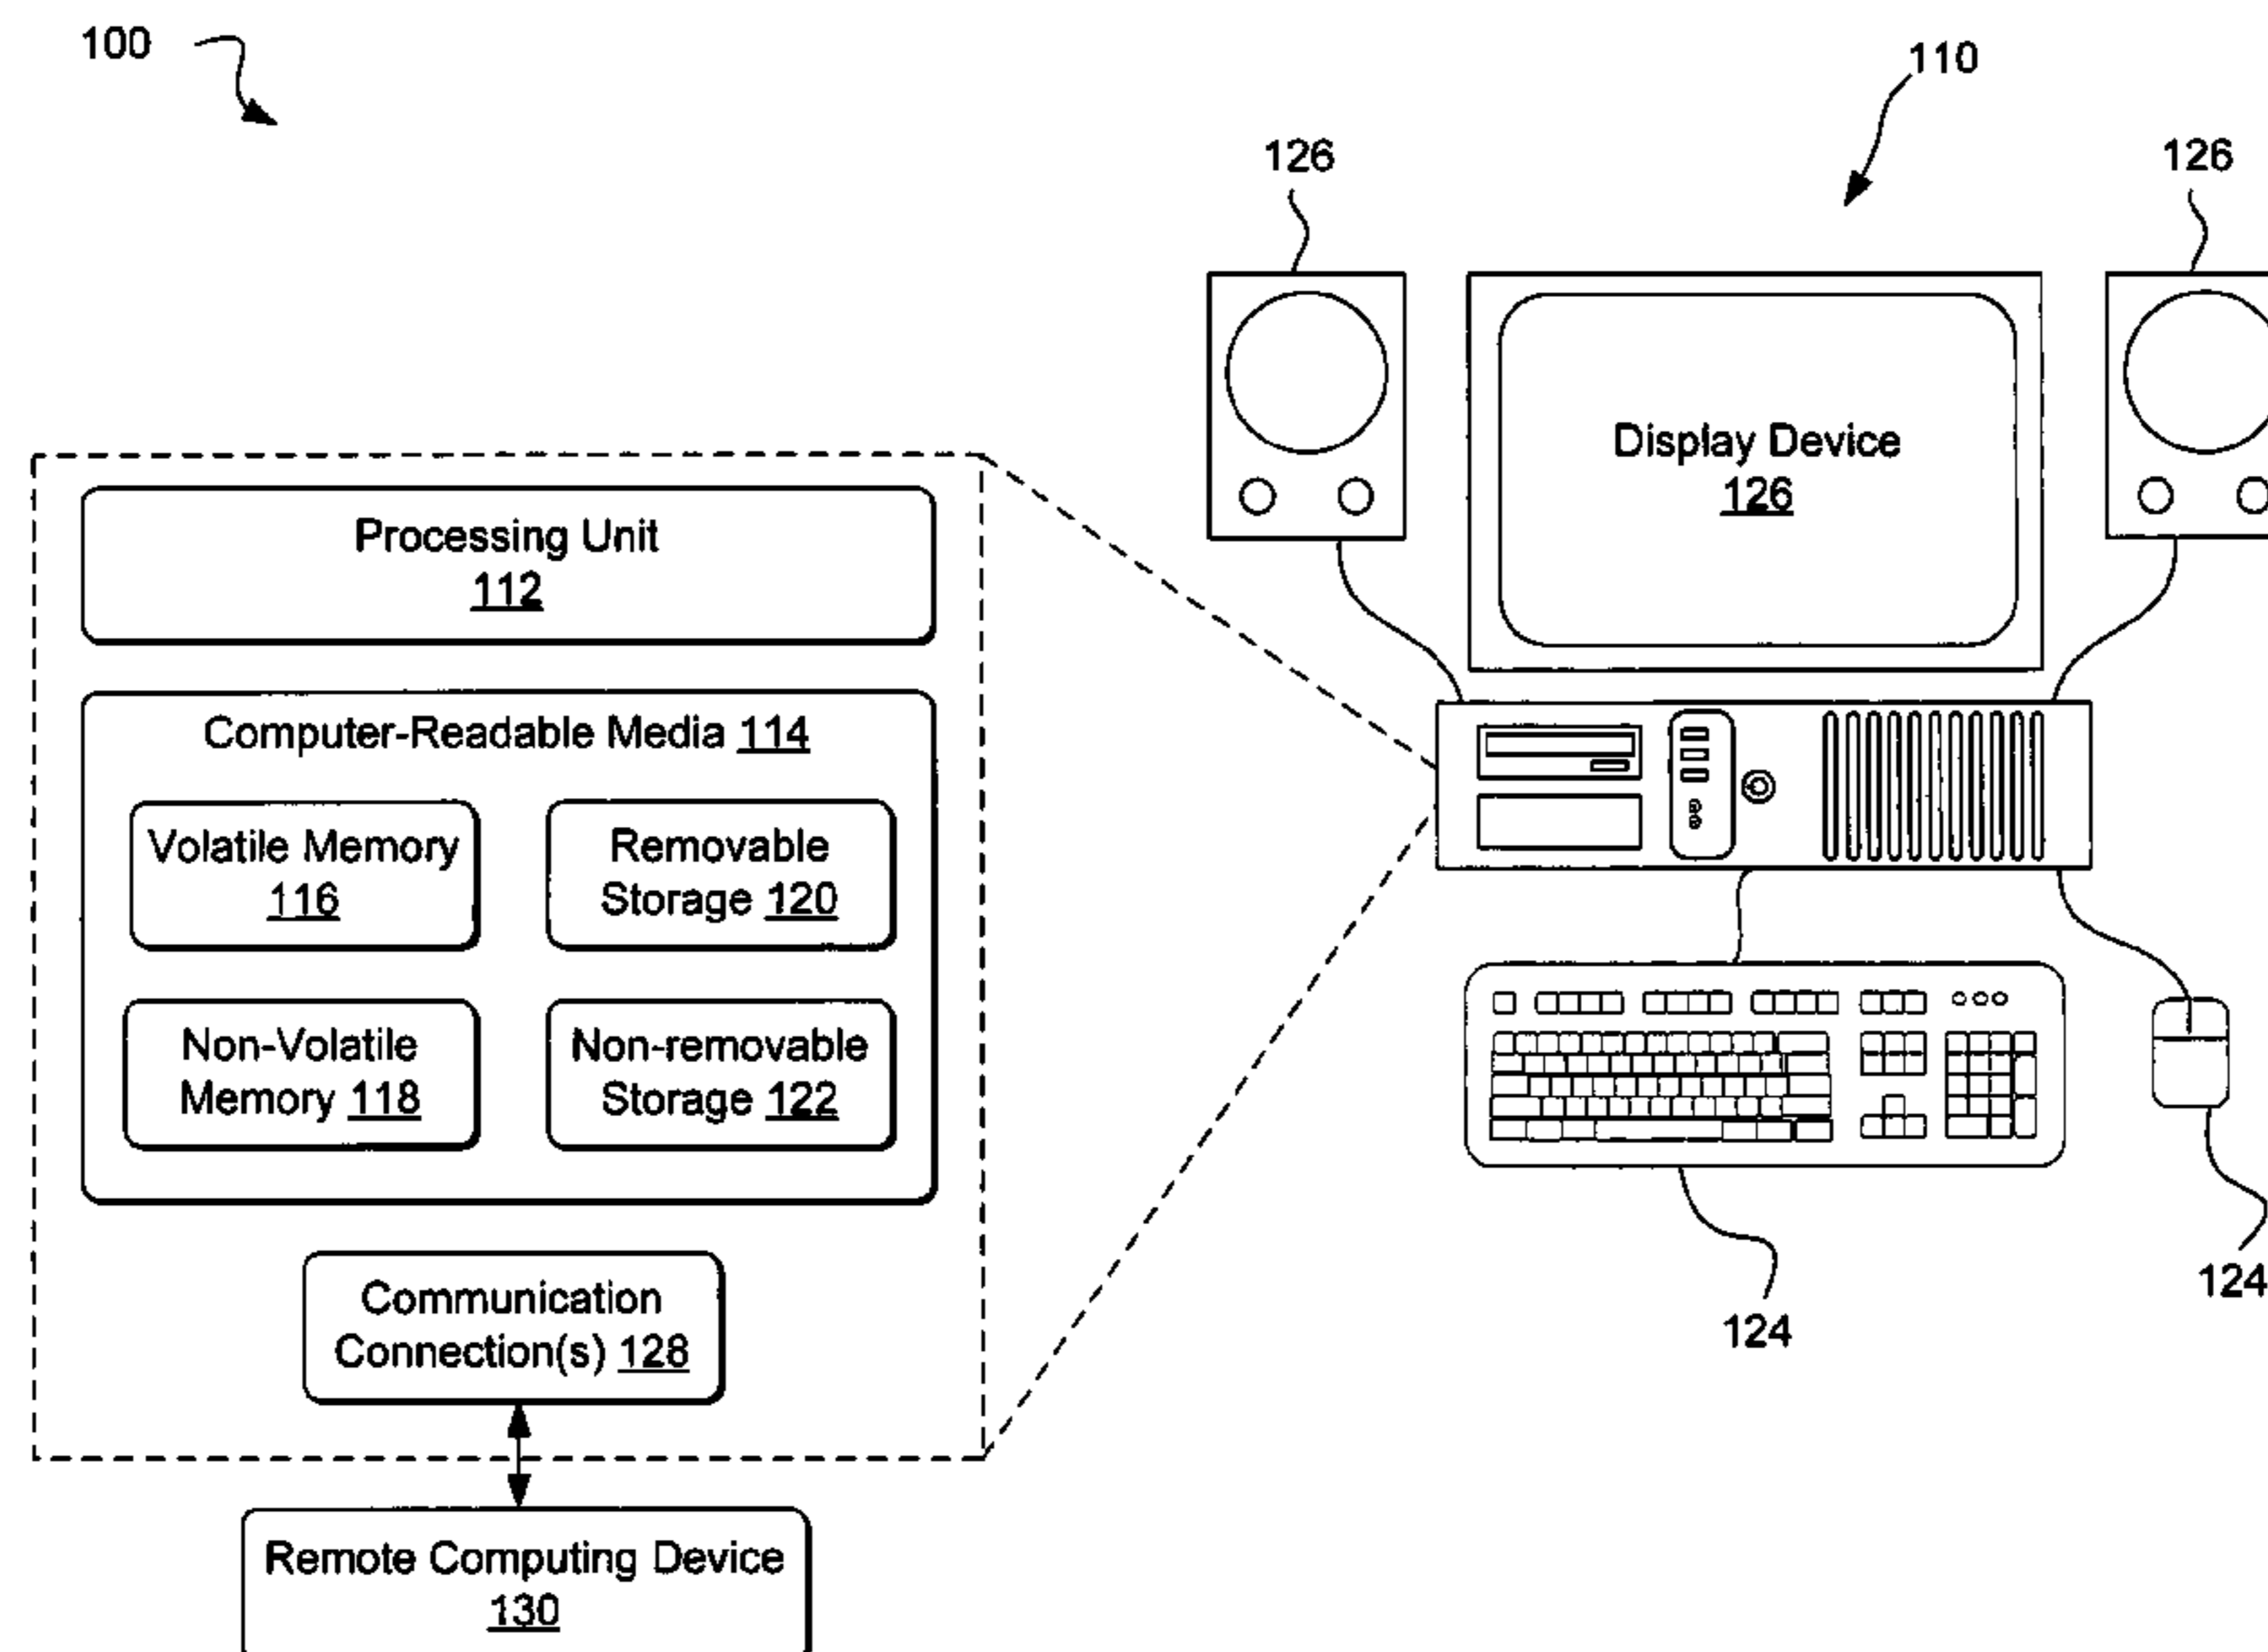 100
110
126
126
Display Device
126
Processing Unit
112
Computer-Readable Media 114
Volatile Memory
116
Removable
Storage 120
Non-Volatile
Memory 118
Non-removable
Storage 122
Communication
Connection(s) 128
124
124
Remote Computing Device
130